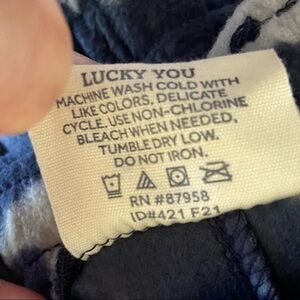 LUCKY YOU
MACHINE WASH COLD WITH
LIKE COLORS, DELICATE
CYCLE. USE NON-CHLORINE
BLEACH WHEN NEEDED.
TUMBLE DRY LOW.
DO NOT IRON.
RN #87958
ID#421 F21